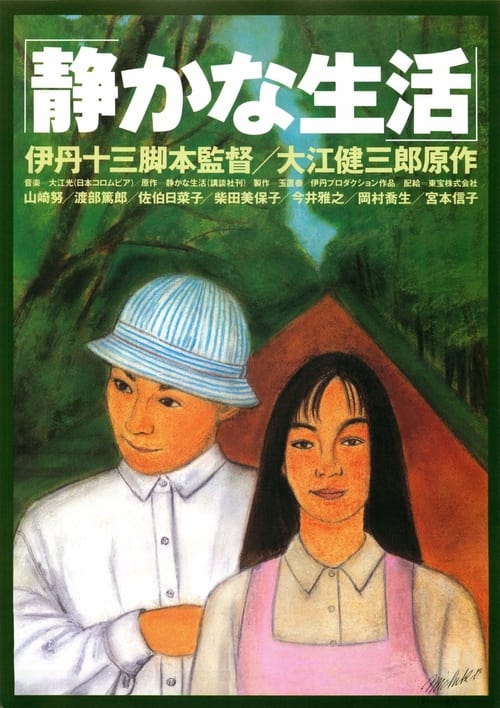 「静かな生活」
伊丹十三脚本監督／大江健三郎原作
音楽―大江光(日本コロムビア)／原作―静かな生活(講談社刊) 製作―玉置泰／伊丹プロダクション作品 配給―東宝株式会社
山崎努／渡部篤郎／佐伯日菜子／柴田美保子／今井雅之／岡村喬生／宮本信子